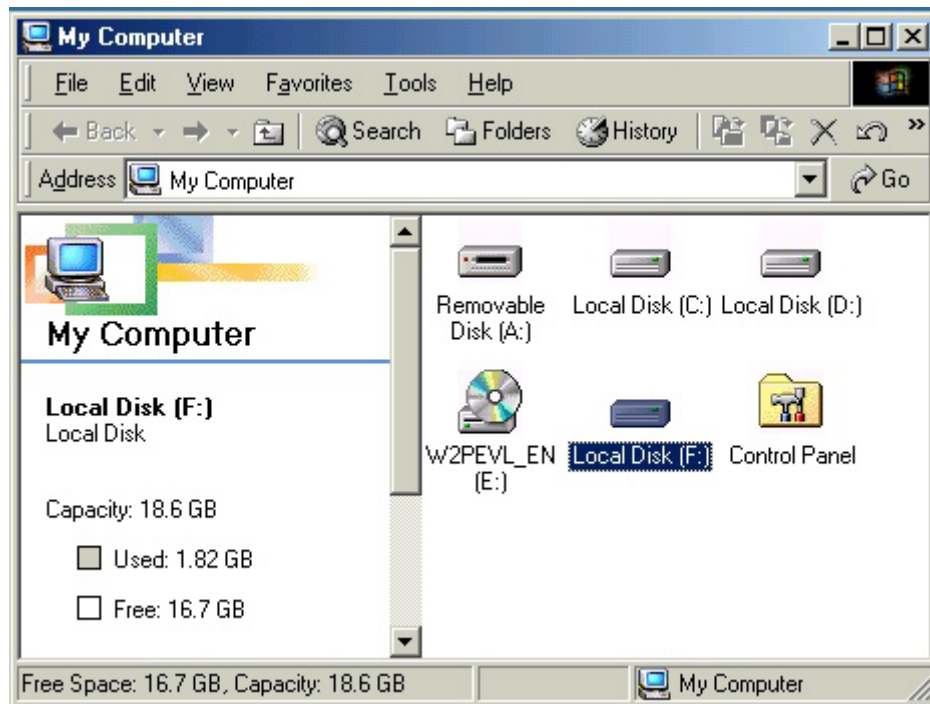 My Computer
File Edit View Favorites Tools Help
Back Search Folders History »
Address My Computer Go
My Computer
Local Disk (F:)
Local Disk
Capacity: 18.6 GB
Used: 1.82 GB
Free: 16.7 GB
Removable
Disk (A:)
Local Disk (C:)
Local Disk (D:)
W2PEVL_EN
(E:)
Local Disk (F:)
Control Panel
Free Space: 16.7 GB, Capacity: 18.6 GB
My Computer